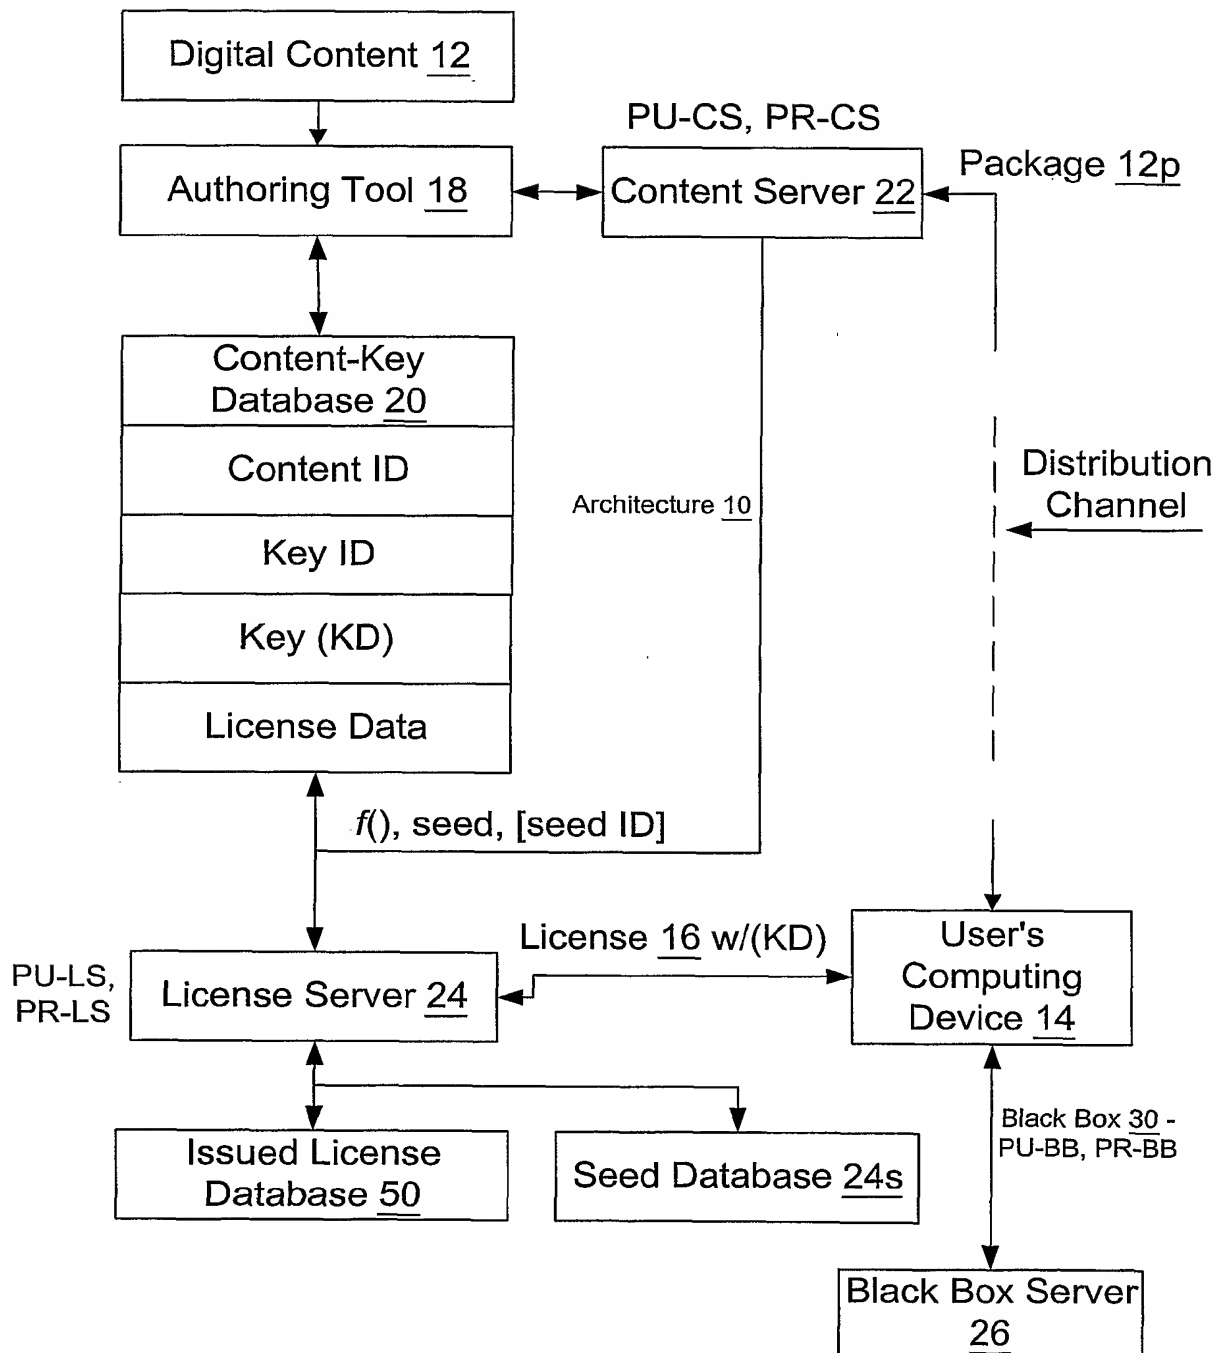 Digital Content 12
PU-CS, PR-CS
Authoring Tool 18
Content Server 22
Package 12p
Content-Key
Database 20
Content ID
Key ID
Key (KD)
License Data
Architecture 10
Distribution
Channel
f(), seed, [seed ID]
PU-LS,
PR-LS
License Server 24
License 16 w/(KD)
User's
Computing
Device 14
Issued License
Database 50
Seed Database 24s
Black Box 30 -
PU-BB, PR-BB
Black Box Server
26